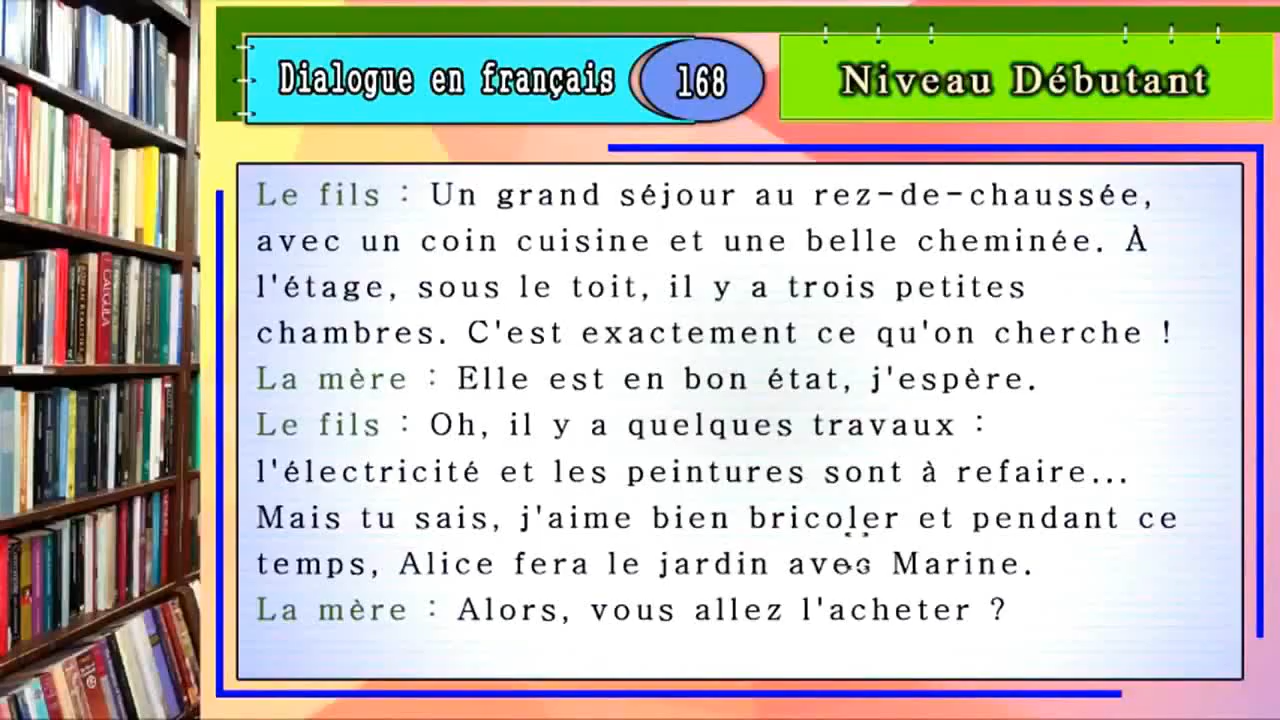 Dialogue en français
168
Niveau Débutant
Le fils : Un grand séjour au rez-de-chaussée,
avec un coin cuisine et une belle cheminée. À
l'étage, sous le toit, il y a trois petites
chambres. C'est exactement ce qu'on cherche !
La mère : Elle est en bon état, j'espère.
Le fils : Oh, il y a quelques travaux :
l'électricité et les peintures sont à refaire...
Mais tu sais, j'aime bien bricoler et pendant ce
temps, Alice fera le jardin avec Marine.
La mère : Alors, vous allez l'acheter ?
CALIGULA